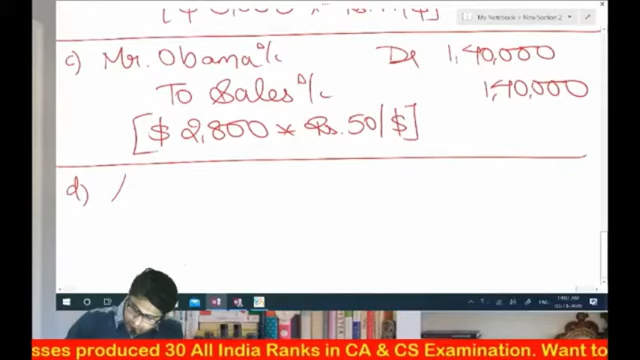 My Notebook » New Section 2
c) Mr. Obama a/c Dr 1,40,000
To Sales a/c 1,40,000
[$ 2,800 * Rs. 50/$]
d)
sses produced 30 All India Ranks in CA & CS Examination. Want to